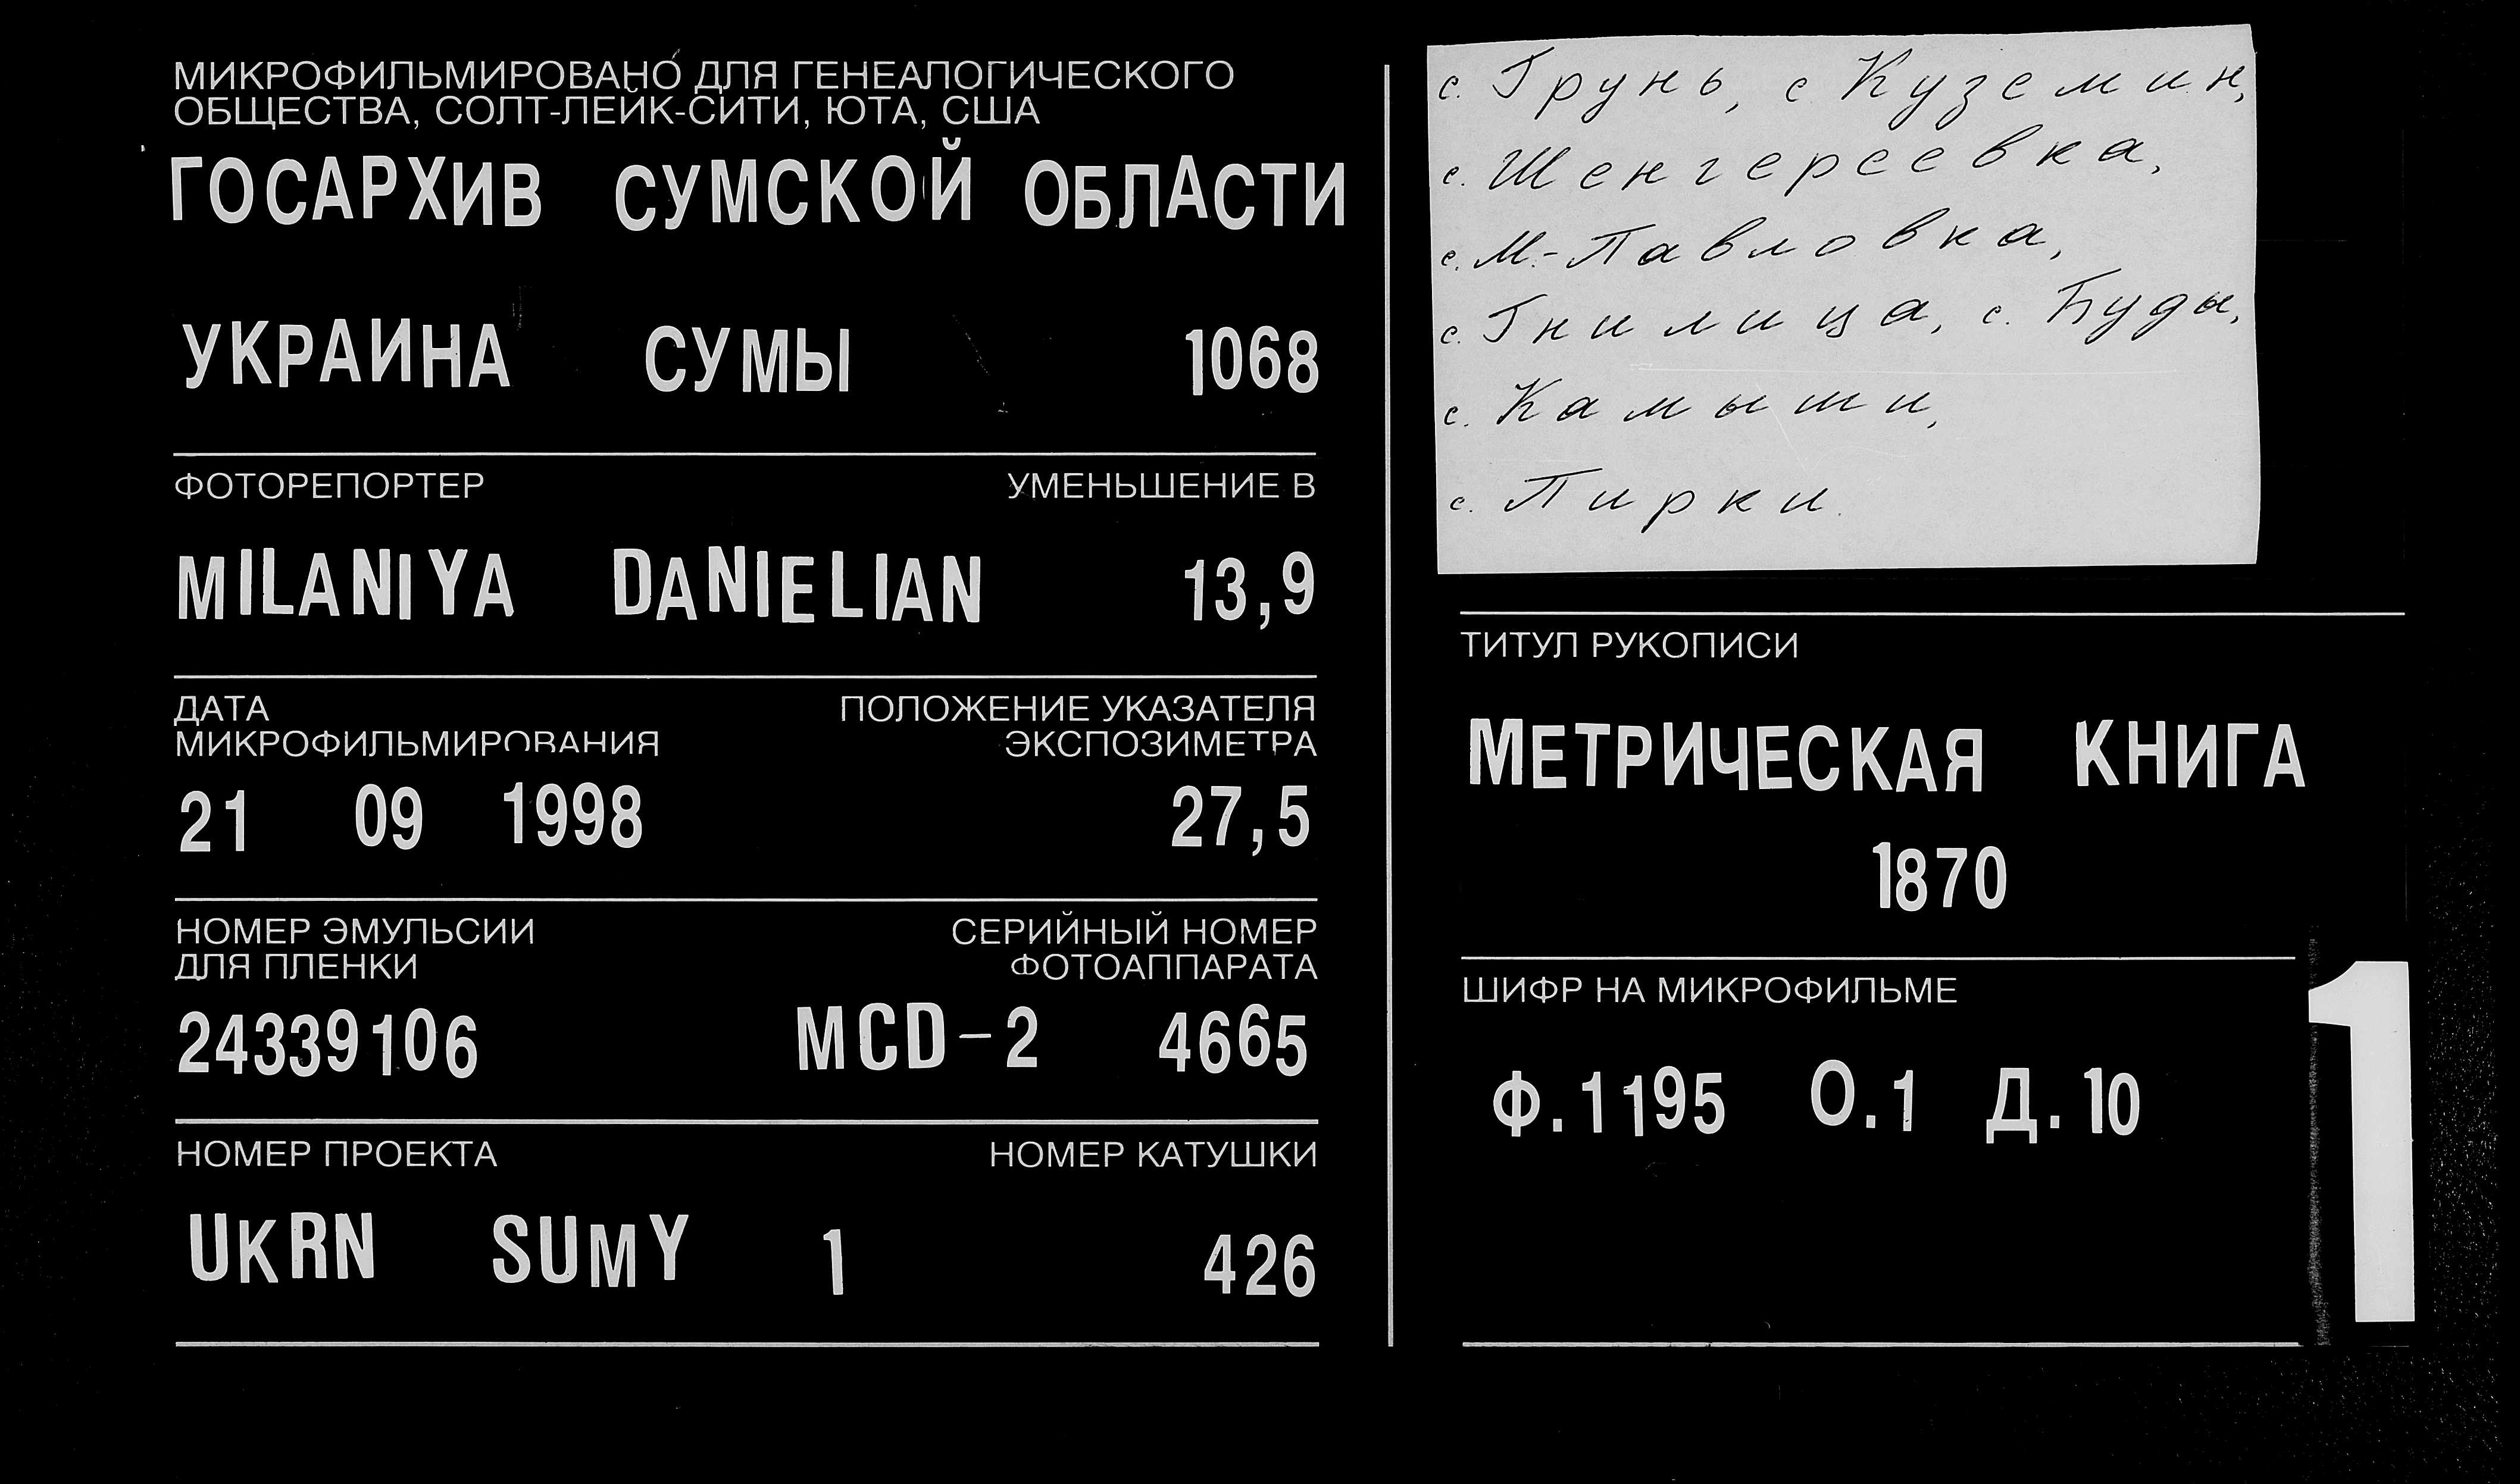 МИКРОФИЛЬМИРОВАНО ДЛЯ ГЕНЕАЛОГИЧЕСКОГО
ОБЩЕСТВА, СОЛТ-ЛЕЙК-СИТИ, ЮТА, США
ГОСАРХИВ СУМСКОЙ ОБЛАСТИ
УКРАИНА СУМЫ 1068
ФОТОРЕПОРТЕР УМЕНЬШЕНИЕ В
MILANIYA DANIELIAN 13,9
ДАТА ПОЛОЖЕНИЕ УКАЗАТЕЛЯ
МИКРОФИЛЬМИРОВАНИЯ ЭКСПОЗИМЕТРА
21 09 1998 27,5
НОМЕР ЭМУЛЬСИИ СЕРИЙНЫЙ НОМЕР
ДЛЯ ПЛЕНКИ ФОТОАППАРАТА
24339106 MCD-2 4665
НОМЕР ПРОЕКТА НОМЕР КАТУШКИ
UKRN SUMY 1 426
с. Грунь, с. Куземин,
с. Шенгереевка,
с. М.-Павловка,
с. Гнилица, с. Буды,
с. Камыши,
с. Пирки.
ТИТУЛ РУКОПИСИ
МЕТРИЧЕСКАЯ КНИГА
1870
ШИФР НА МИКРОФИЛЬМЕ
Ф.1195 О.1 Д.10
1